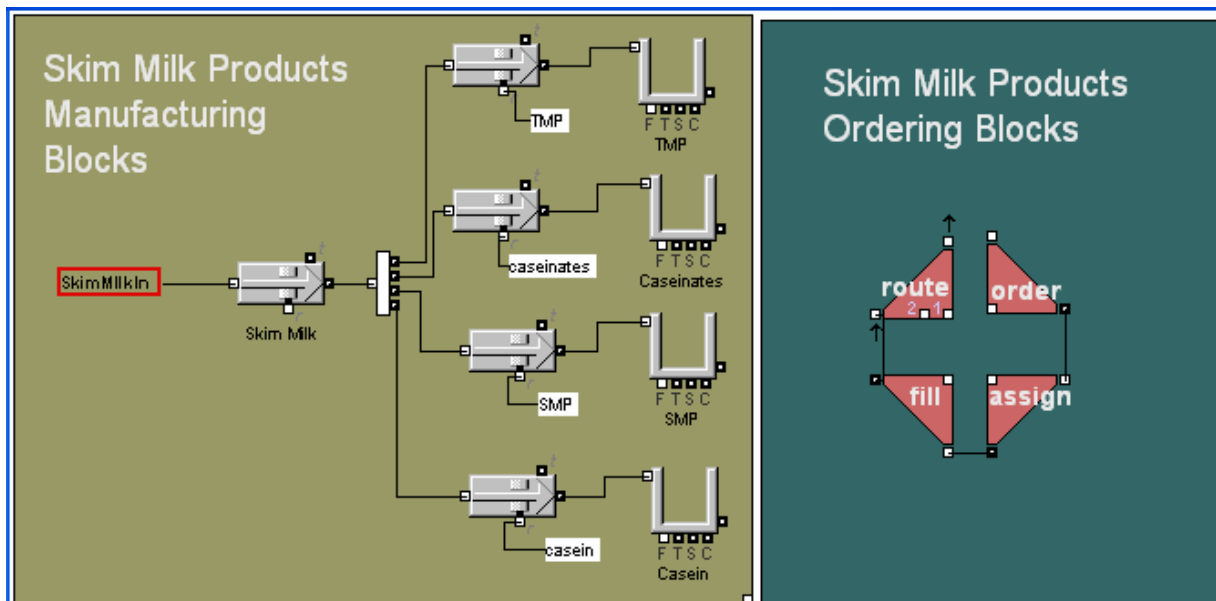 Skim Milk Products
Manufacturing
Blocks
TMP
F T S C
TMP
caseinates
F T S C
Caseinates
SkimMIlkIn
Skim Milk
SMP
F T S C
SMP
casein
F T S C
Casein
Skim Milk Products
Ordering Blocks
route
2 1
order
fill
assign